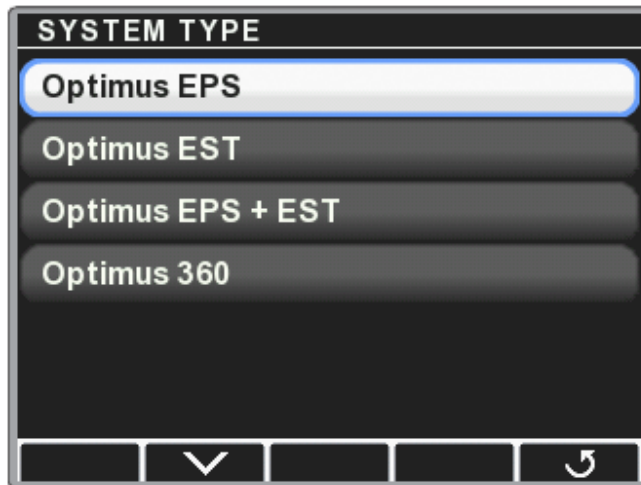 SYSTEM TYPE
Optimus EPS
Optimus EST
Optimus EPS + EST
Optimus 360